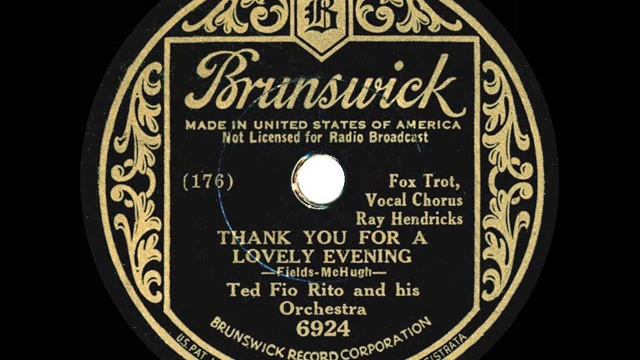 B
Brunswick
MADE IN UNITED STATES OF AMERICA
Not Licensed for Radio Broadcast
(176)
Fox Trot,
Vocal Chorus
Ray Hendricks
THANK YOU FOR A
LOVELY EVENING
—Fields-McHugh—
Ted Fio Rito and his
Orchestra
6924
BRUNSWICK RECORD CORPORATION
U.S. PAT.